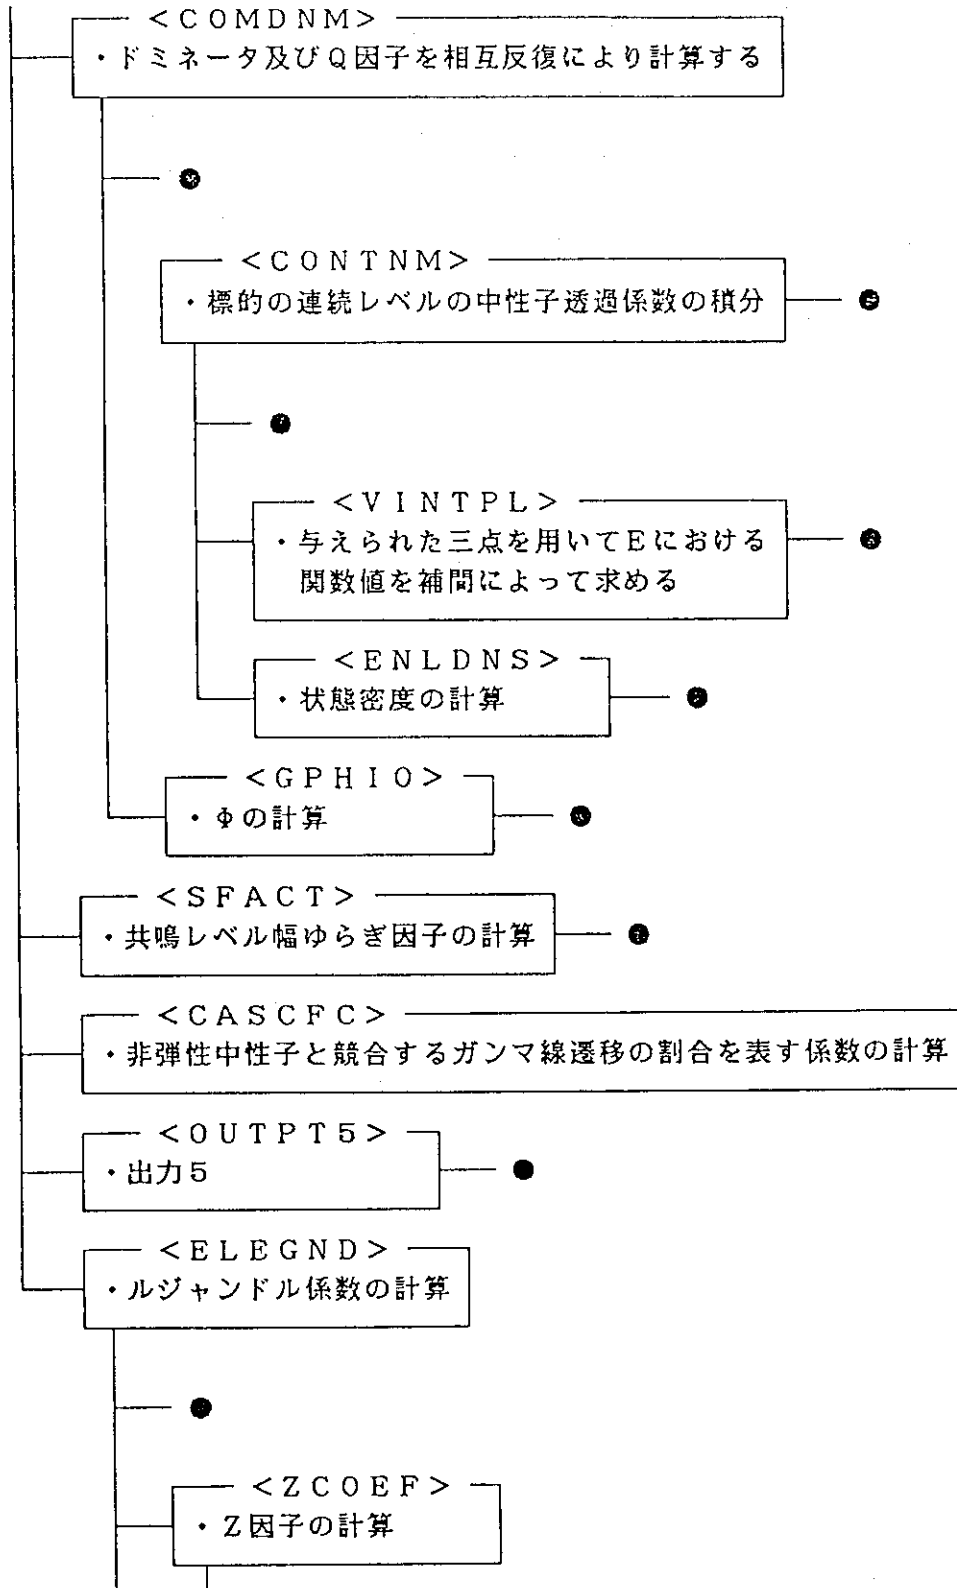 <COMDNM>
・ドミネータ及びQ因子を相互反復により計算する
<CONTNM>
・標的の連続レベルの中性子透過係数の積分
<VINTPL>
・与えられた三点を用いてEにおける
関数値を補間によって求める
<ENLDNS>
・状態密度の計算
<GPHIO>
・Φの計算
<SFACT>
・共鳴レベル幅ゆらぎ因子の計算
<CASCFC>
・非弾性中性子と競合するガンマ線遷移の割合を表す係数の計算
<OUTPT5>
・出力5
<ELEGND>
・ルジャンドル係数の計算
<ZCOEF>
・Z因子の計算